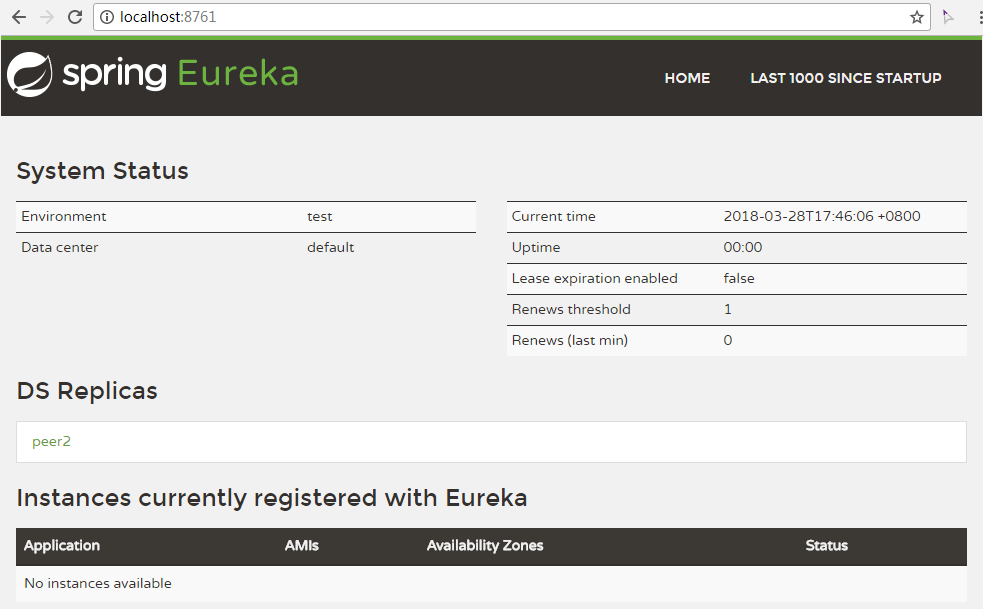 localhost:8761
spring Eureka
HOME LAST 1000 SINCE STARTUP
System Status
Environment test
Data center default
Current time 2018-03-28T17:46:06 +0800
Uptime 00:00
Lease expiration enabled false
Renews threshold 1
Renews (last min) 0
DS Replicas
peer2
Instances currently registered with Eureka
Application AMIs Availability Zones Status
No instances available